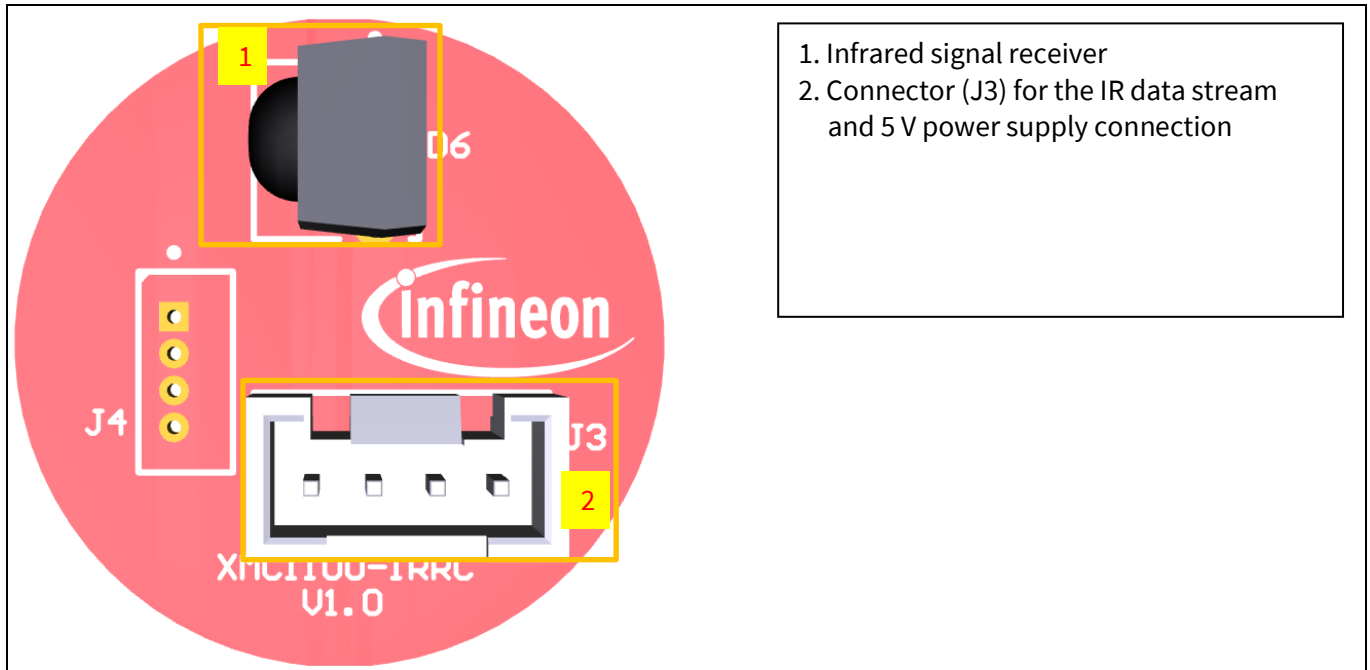 1
D6
infineon
J4
J3
2
XMC1100-IRRC
V1.0
1. Infrared signal receiver
2. Connector (J3) for the IR data stream
and 5 V power supply connection